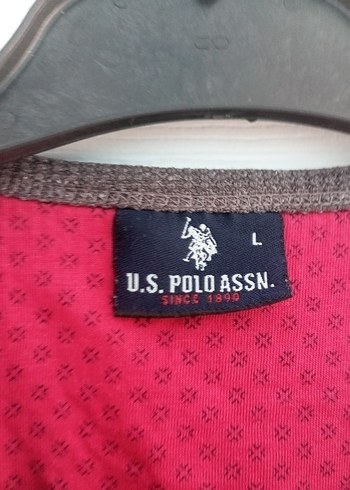 L
U.S. POLO ASSN.
SINCE 1890